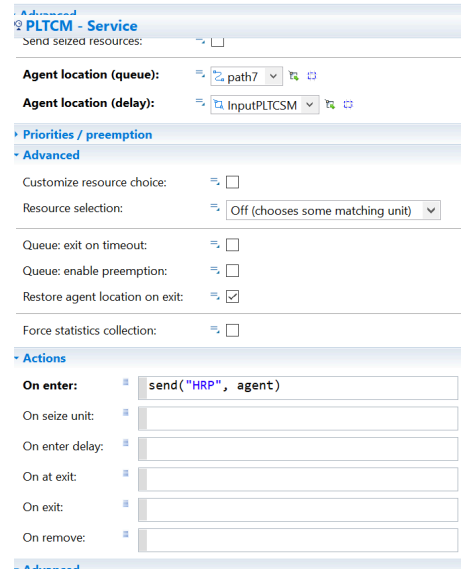 Advanced
PLTCM - Service
Send seized resources:
Agent location (queue): path7
Agent location (delay): InputPLTCSM
Priorities / preemption
Advanced
Customize resource choice:
Resource selection: Off (chooses some matching unit)
Queue: exit on timeout:
Queue: enable preemption:
Restore agent location on exit:
Force statistics collection:
Actions
On enter: send("HRP", agent)
On seize unit:
On enter delay:
On at exit:
On exit:
On remove:
Advanced